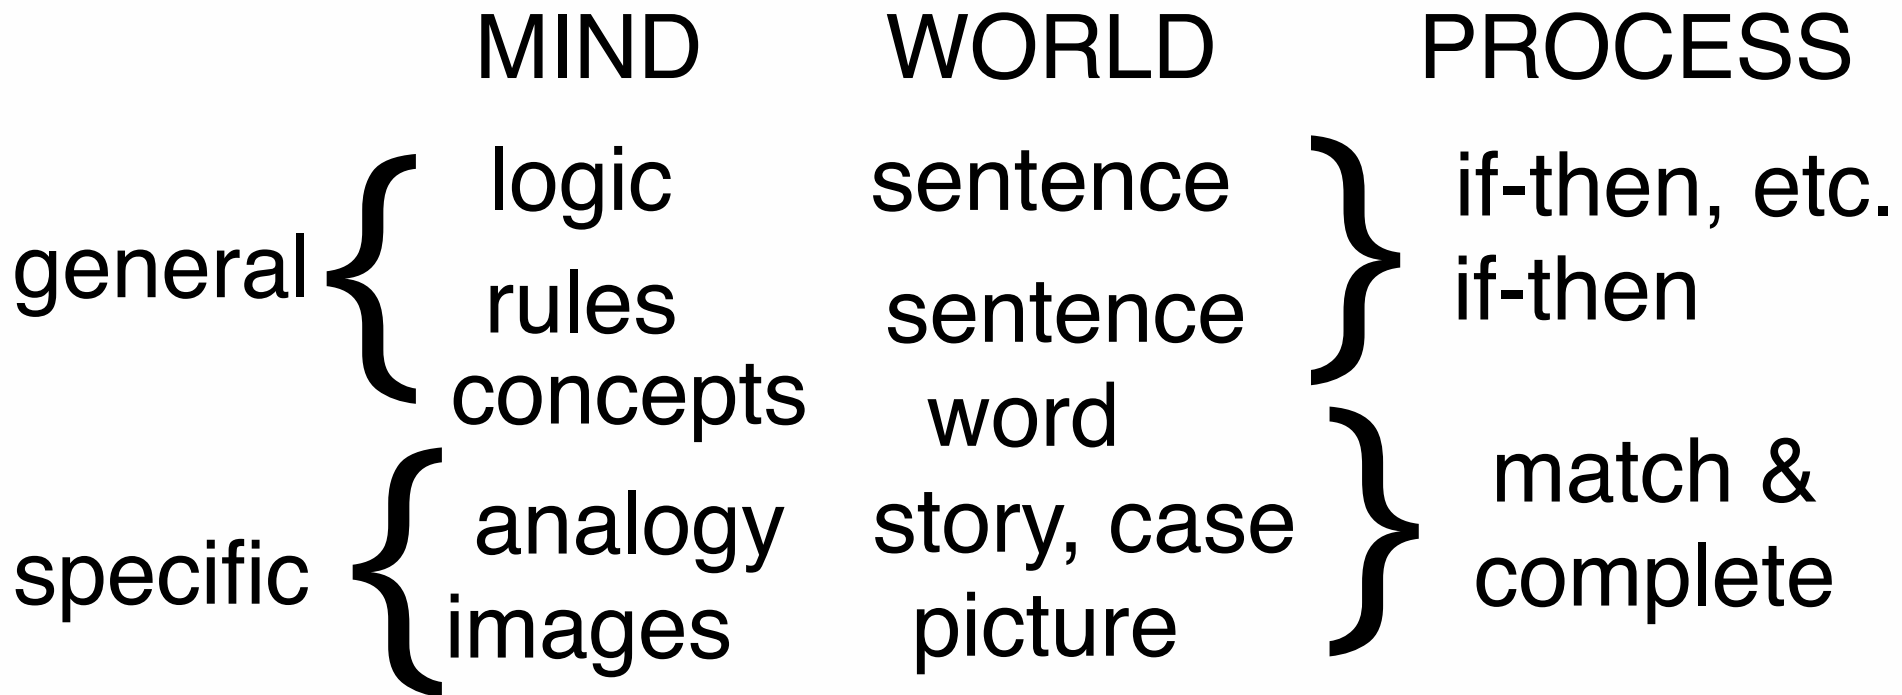 MIND WORLD PROCESS
logic sentence if-then, etc.
general
rules sentence if-then
concepts word
match &
analogy story, case
specific complete
images picture